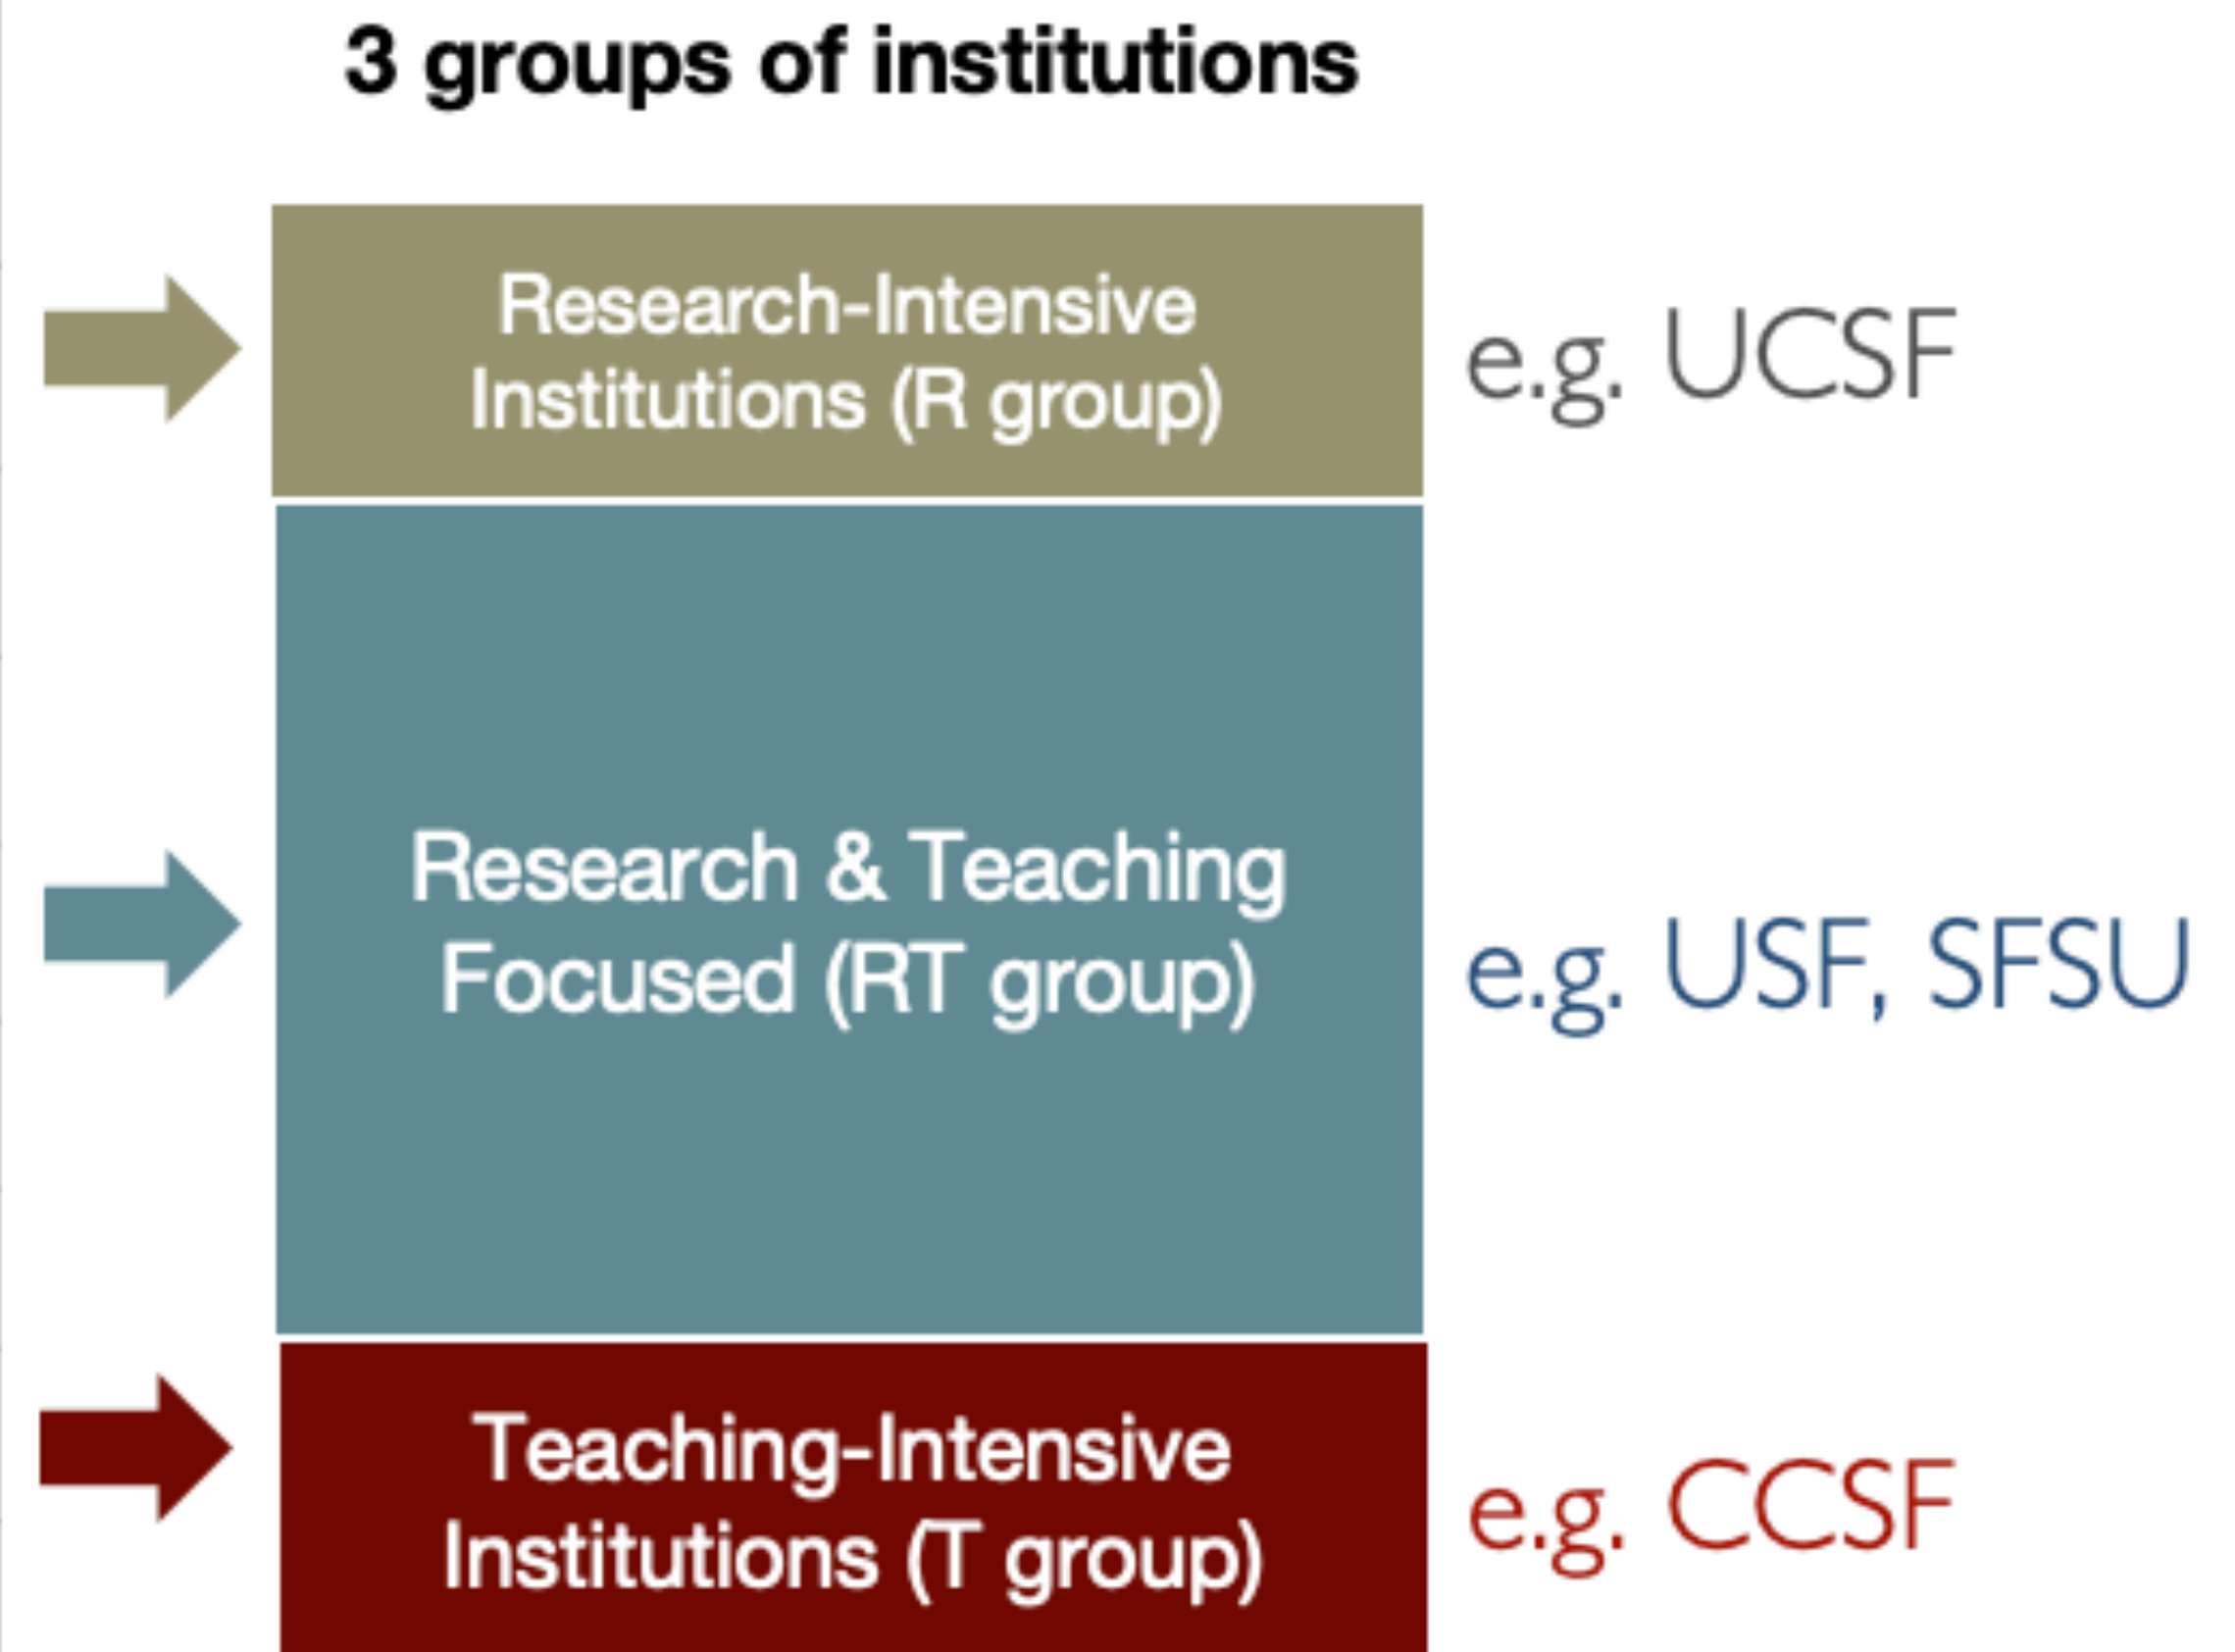 3 groups of institutions
Research-Intensive
Institutions (R group)
e.g. UCSF
Research & Teaching
Focused (RT group)
e.g. USF, SFSU
Teaching-Intensive
Institutions (T group)
e.g. CCSF